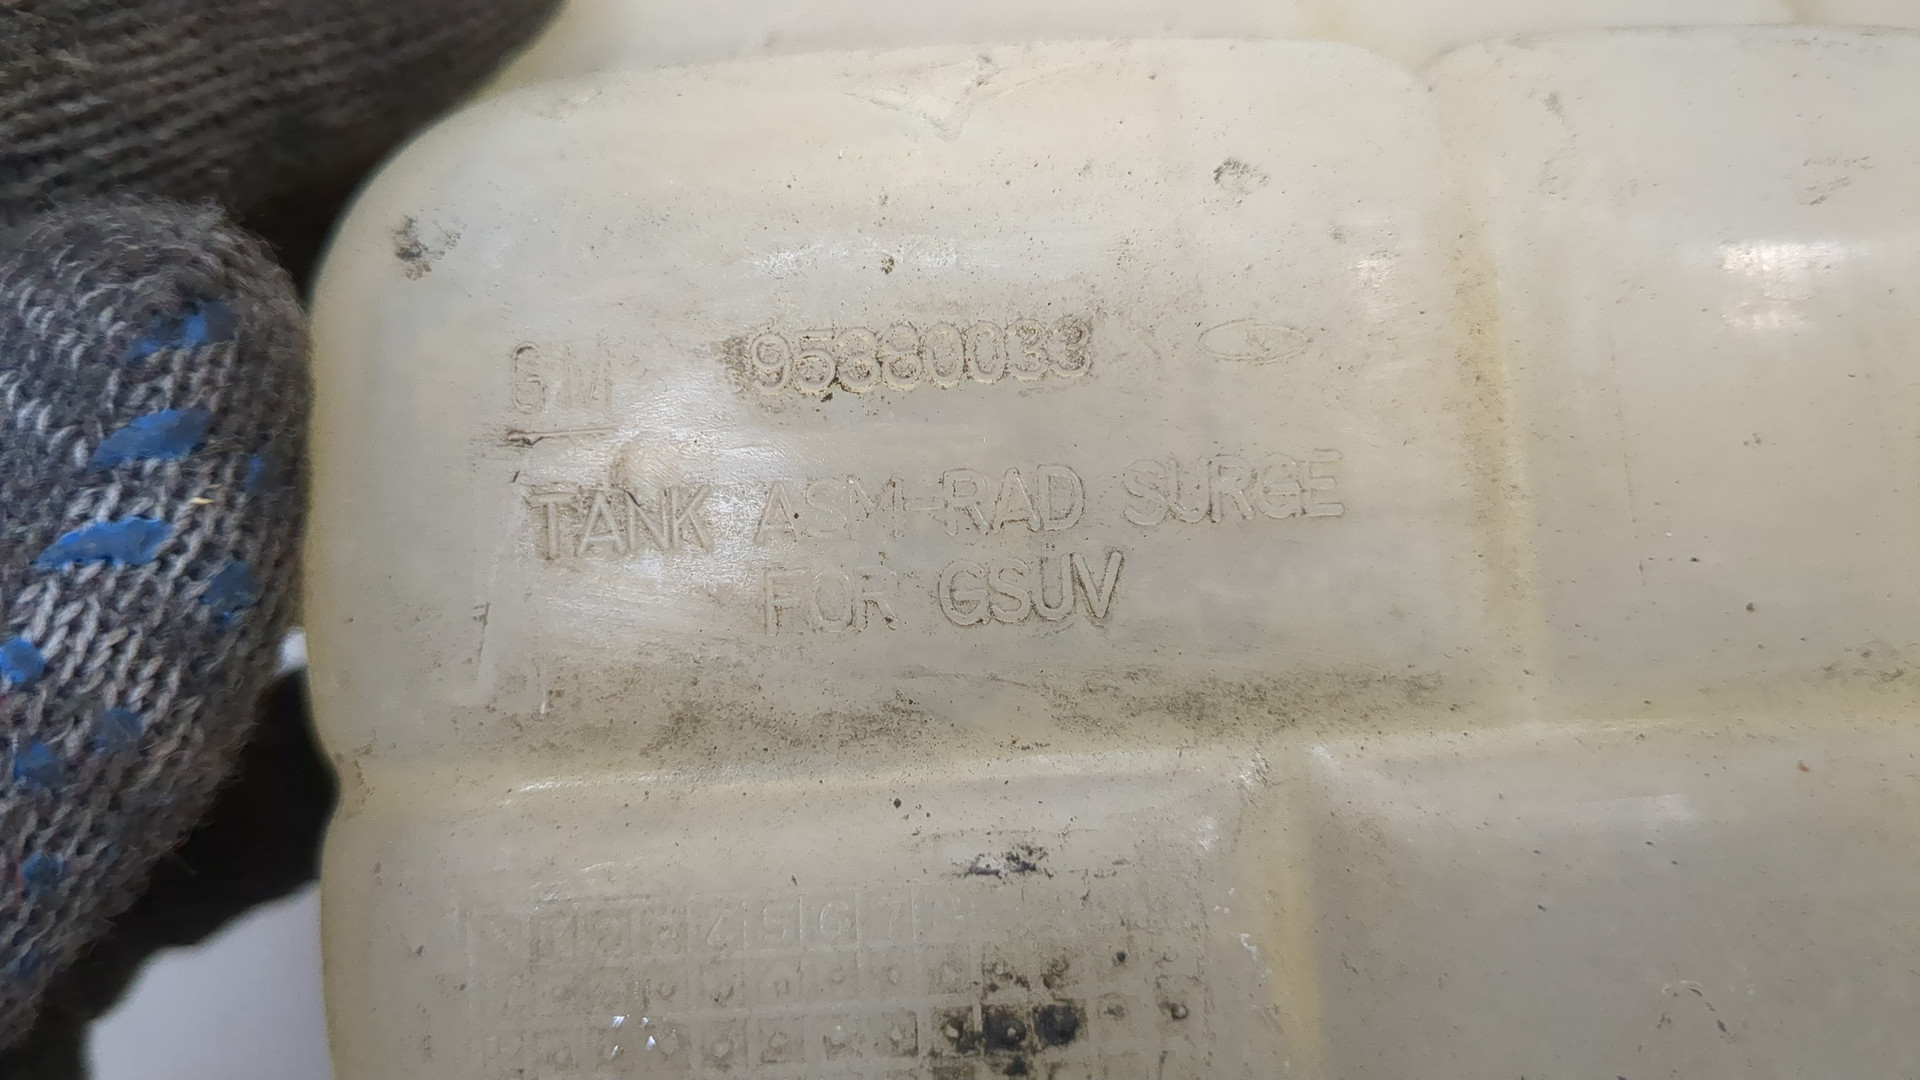 GM 95380033
TANK ASM-RAD SURGE
FOR GSUV